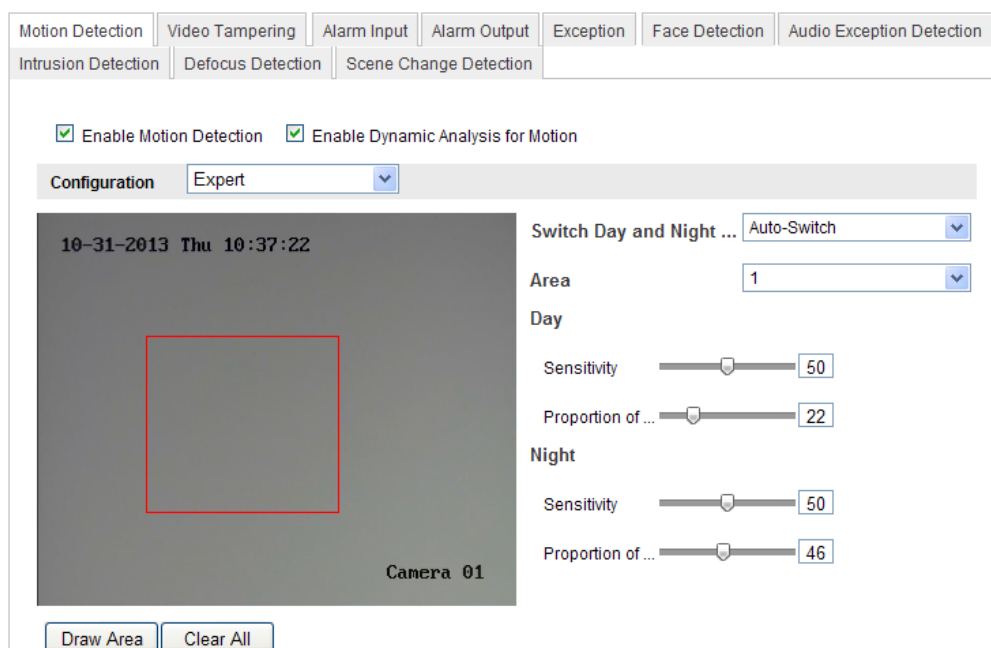 Motion Detection Video Tampering Alarm Input Alarm Output Exception Face Detection Audio Exception Detection
Intrusion Detection Defocus Detection Scene Change Detection
Enable Motion Detection Enable Dynamic Analysis for Motion
Configuration Expert
10-31-2013 Thu 10:37:22
Camera 01
Switch Day and Night ... Auto-Switch
Area 1
Day
Sensitivity 50
Proportion of ... 22
Night
Sensitivity 50
Proportion of ... 46
Draw Area Clear All